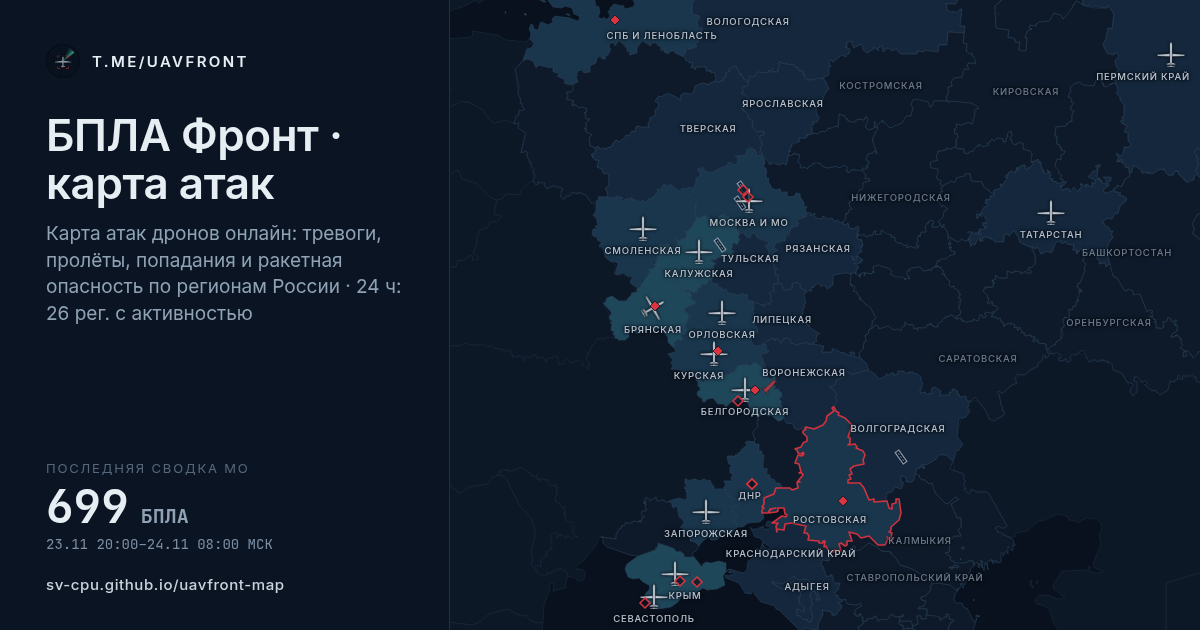 T.ME/UAVFRONT
БПЛА Фронт ·
карта атак
Карта атак дронов онлайн: тревоги,
пролёты, попадания и ракетная
опасность по регионам России · 24 ч:
26 рег. с активностью
ПОСЛЕДНЯЯ СВОДКА МО
699 БПЛА
23.11 20:00–24.11 08:00 МСК
sv-cpu.github.io/uavfront-map
ВОЛОГОДСКАЯ
СПБ И ЛЕНОБЛАСТЬ
ПЕРМСКИЙ КРАЙ
КОСТРОМСКАЯ
КИРОВСКАЯ
ЯРОСЛАВСКАЯ
ТВЕРСКАЯ
НИЖЕГОРОДСКАЯ
МОСКВА И МО
ТАТАРСТАН
СМОЛЕНСКАЯ
РЯЗАНСКАЯ
БАШКОРТОСТАН
ТУЛЬСКАЯ
КАЛУЖСКАЯ
ЛИПЕЦКАЯ
ОРЕНБУРГСКАЯ
БРЯНСКАЯ
ОРЛОВСКАЯ
САРАТОВСКАЯ
КУРСКАЯ
ВОРОНЕЖСКАЯ
БЕЛГОРОДСКАЯ
ВОЛГОГРАДСКАЯ
ДНР
РОСТОВСКАЯ
ЗАПОРОЖСКАЯ
КАЛМЫКИЯ
КРАСНОДАРСКИЙ КРАЙ
СТАВРОПОЛЬСКИЙ КРАЙ
АДЫГЕЯ
КРЫМ
СЕВАСТОПОЛЬ